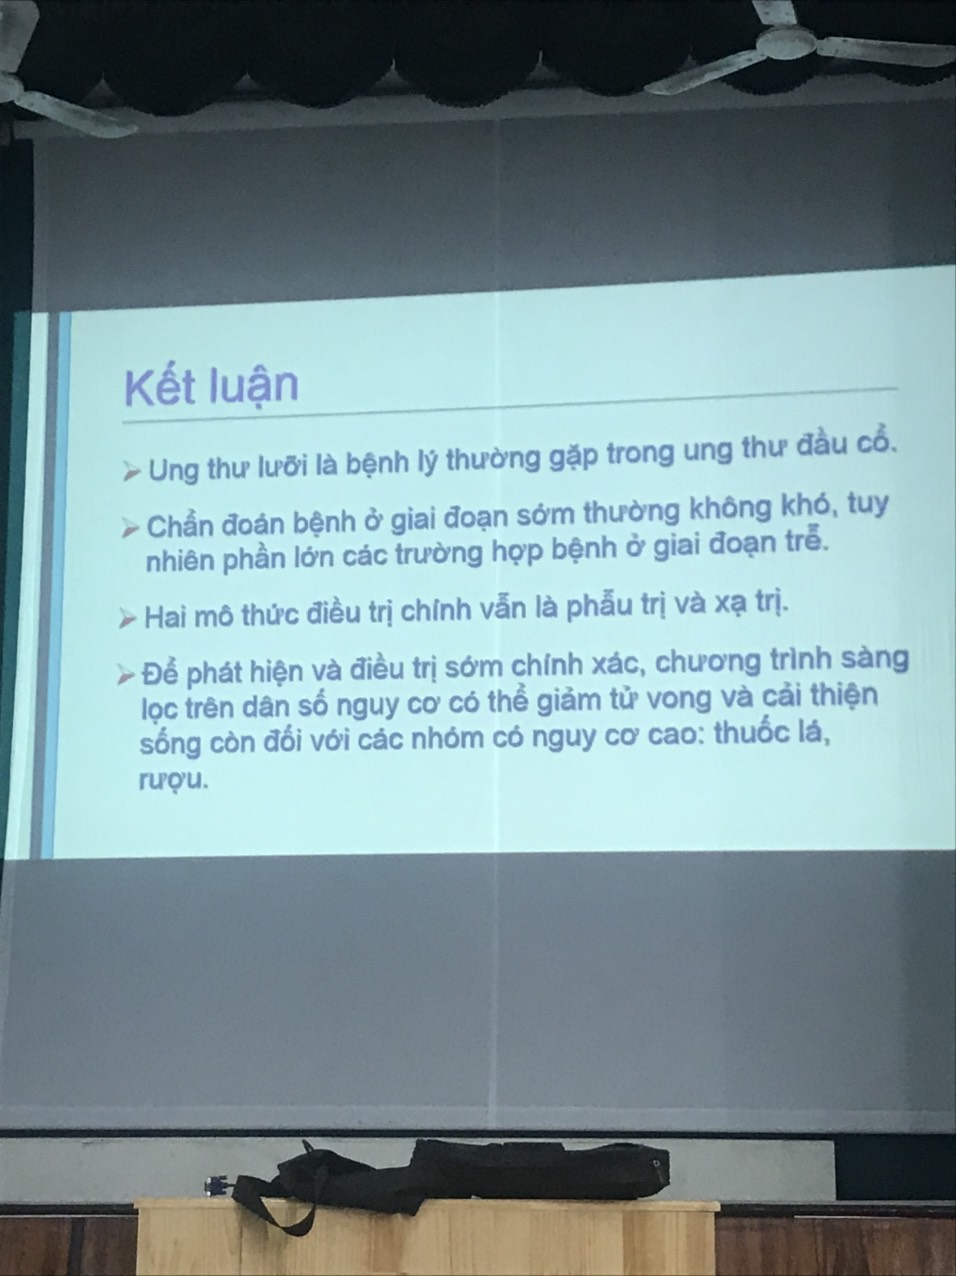 Kết luận
Ung thư lưỡi là bệnh lý thường gặp trong ung thư đầu cổ.
Chẩn đoán bệnh ở giai đoạn sớm thường không khó, tuy
nhiên phần lớn các trường hợp bệnh ở giai đoạn trễ.
Hai mô thức điều trị chính vẫn là phẫu trị và xạ trị.
Để phát hiện và điều trị sớm chính xác, chương trình sàng
lọc trên dân số nguy cơ có thể giảm tử vong và cải thiện
sống còn đối với các nhóm có nguy cơ cao: thuốc lá,
rượu.